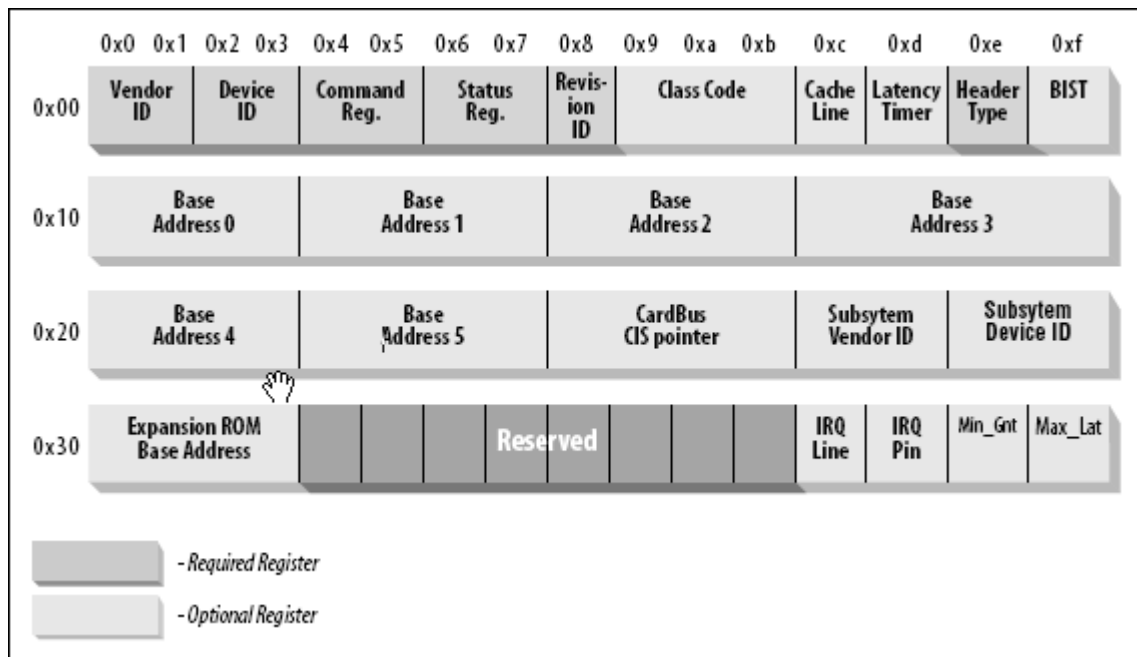 0x0 0x1 0x2 0x3 0x4 0x5 0x6 0x7 0x8 0x9 0xa 0xb 0xc 0xd 0xe 0xf
0x00
Vendor
ID
Device
ID
Command
Reg.
Status
Reg.
Revis-
ion
ID
Class Code
Cache
Line
Latency
Timer
Header
Type
BIST
0x10
Base
Address 0
Base
Address 1
Base
Address 2
Base
Address 3
0x20
Base
Address 4
Base
Address 5
CardBus
CIS pointer
Subsytem
Vendor ID
Subsytem
Device ID
0x30
Expansion ROM
Base Address
Reserved
IRQ
Line
IRQ
Pin
Min_Gnt
Max_Lat
- Required Register
- Optional Register